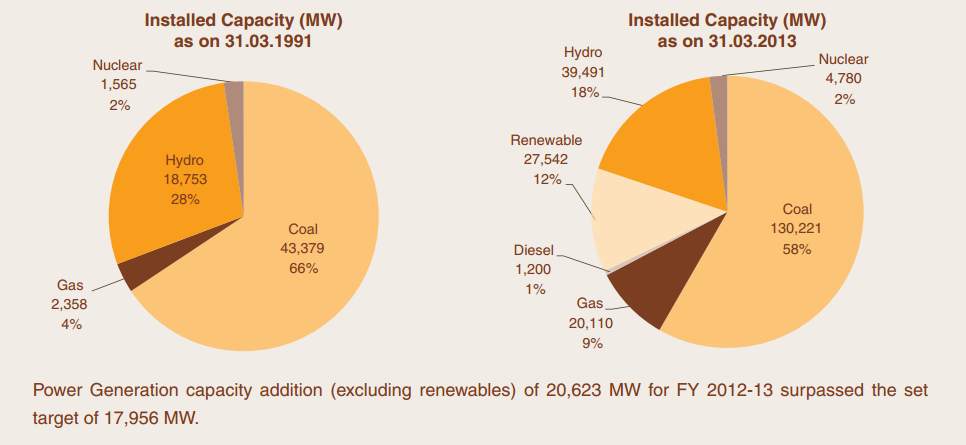 Installed Capacity (MW)
as on 31.03.1991
Nuclear
1,565
2%
Hydro
18,753
28%
Coal
43,379
66%
Gas
2,358
4%
Installed Capacity (MW)
as on 31.03.2013
Hydro
39,491
18%
Nuclear
4,780
2%
Renewable
27,542
12%
Coal
130,221
58%
Diesel
1,200
1%
Gas
20,110
9%
Power Generation capacity addition (excluding renewables) of 20,623 MW for FY 2012-13 surpassed the set
target of 17,956 MW.